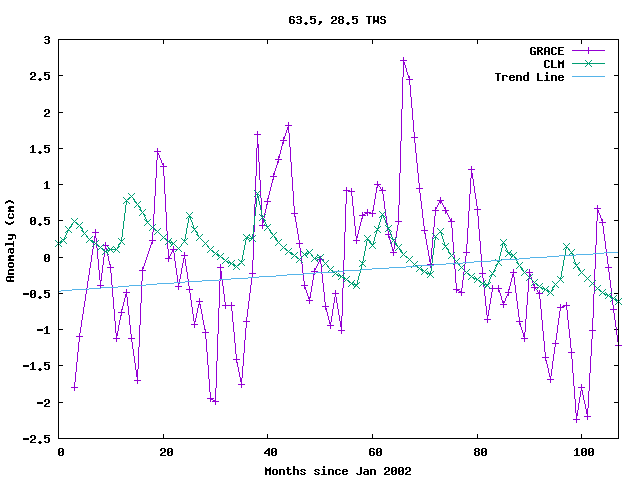 63.5, 28.5 TWS
GRACE
CLM
Trend Line
3
2.5
2
1.5
1
0.5
0
-0.5
-1
-1.5
-2
-2.5
Anomaly (cm)
0 20 40 60 80 100
Months since Jan 2002